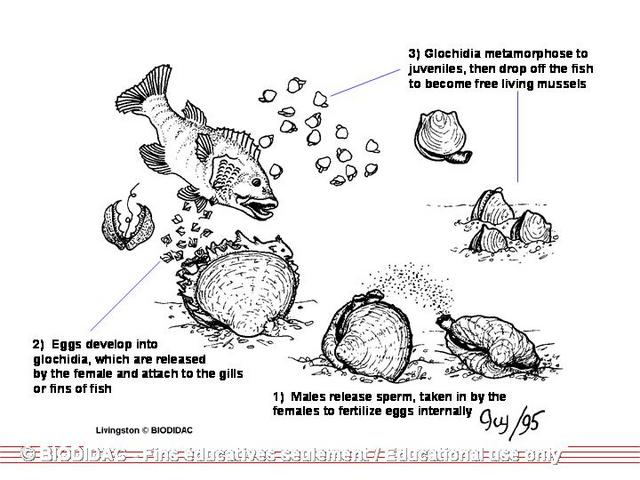 3) Glochidia metamorphose to
juveniles, then drop off the fish
to become free living mussels
2) Eggs develop into
glochidia, which are released
by the female and attach to the gills
or fins of fish
1) Males release sperm, taken in by the
females to fertilize eggs internally
Livingston © BIODIDAC
© BIODIDAC - Fins éducatives seulement / Educational use only